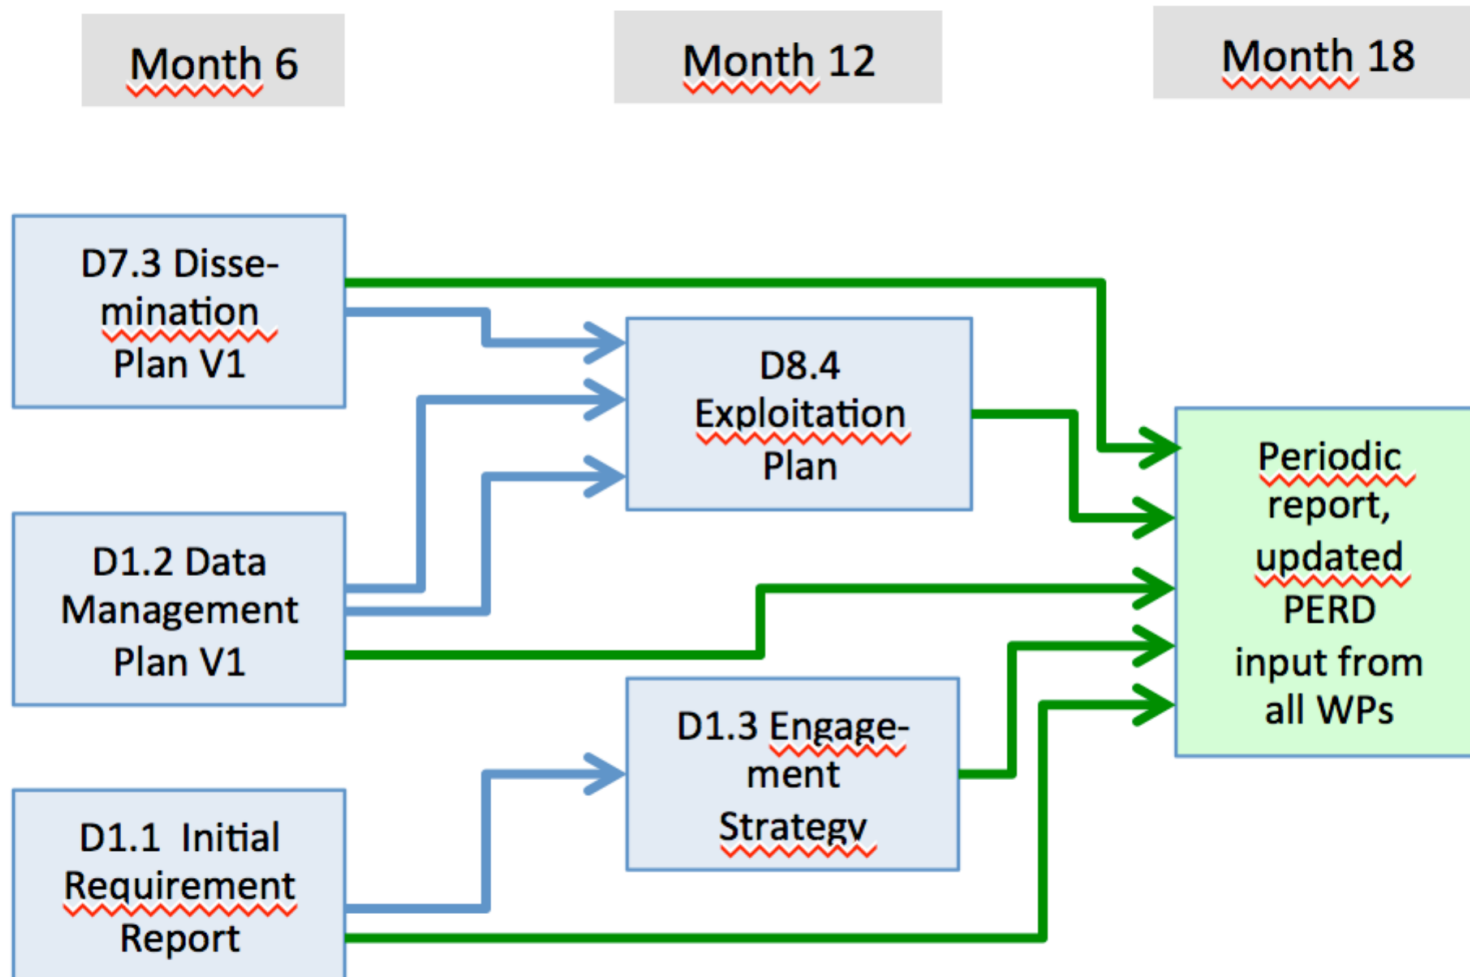 Month 6
Month 12
Month 18
D7.3 Disse-
mination
Plan V1
D8.4
Exploitation
Plan
D1.2 Data
Management
Plan V1
D1.3 Engage-
ment
Strategy
D1.1 Initial
Requirement
Report
Periodic
report,
updated
PERD
input from
all WPs